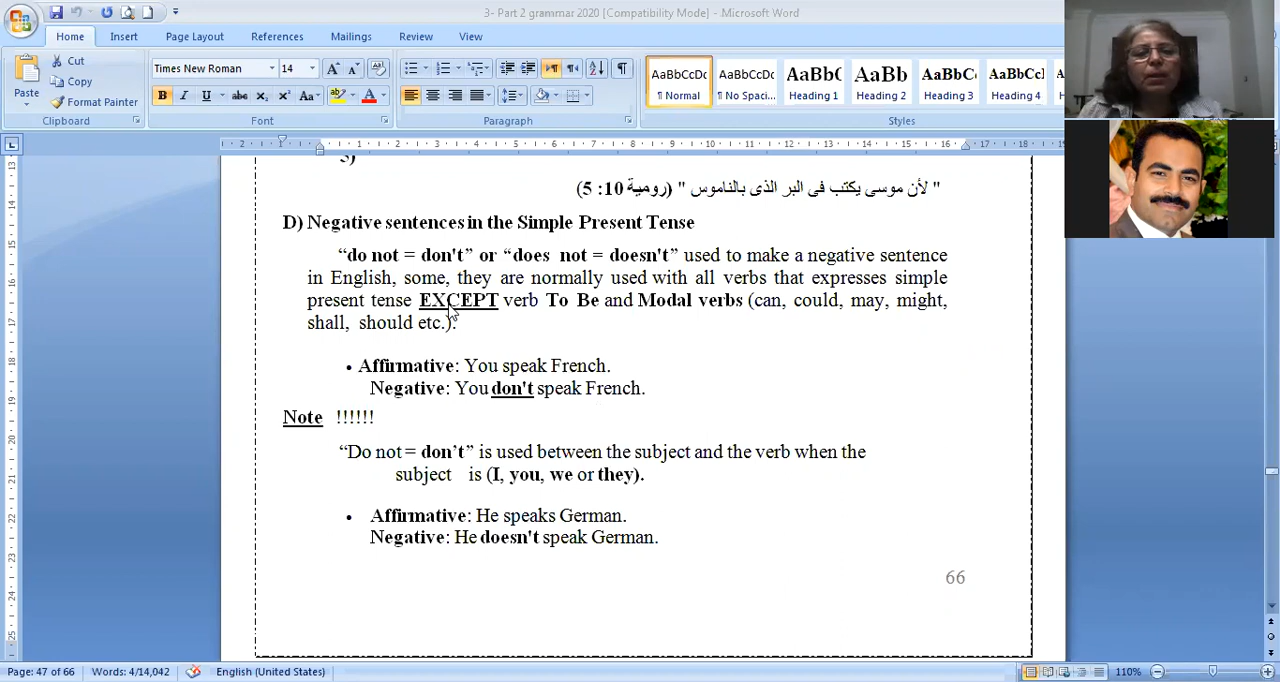 3- Part 2 grammar 2020 [Compatibility Mode] - Microsoft Word
Home Insert Page Layout References Mailings Review View
Paste
Cut
Copy
Format Painter
Clipboard
Times New Roman 14
Font
Paragraph
AaBbCcDc
¶ Normal
AaBbCcDc
¶ No Spaci...
AaBbC
Heading 1
AaBb
Heading 2
AaBbC
Heading 3
AaBbCc
Heading 4
Styles
5)
" لأن موسى يكتب فى البر الذى بالناموس " (رومية 10: 5)
D) Negative sentences in the Simple Present Tense
“do not = don't” or “does not = doesn't” used to make a negative sentence
in English, some, they are normally used with all verbs that expresses simple
present tense EXCEPT verb To Be and Modal verbs (can, could, may, might,
shall, should etc.).
• Affirmative: You speak French.
Negative: You don't speak French.
Note !!!!!!
“Do not = don’t” is used between the subject and the verb when the
subject is (I, you, we or they).
• Affirmative: He speaks German.
Negative: He doesn't speak German.
66
Page: 47 of 66 Words: 4/14,042 English (United States) 110%